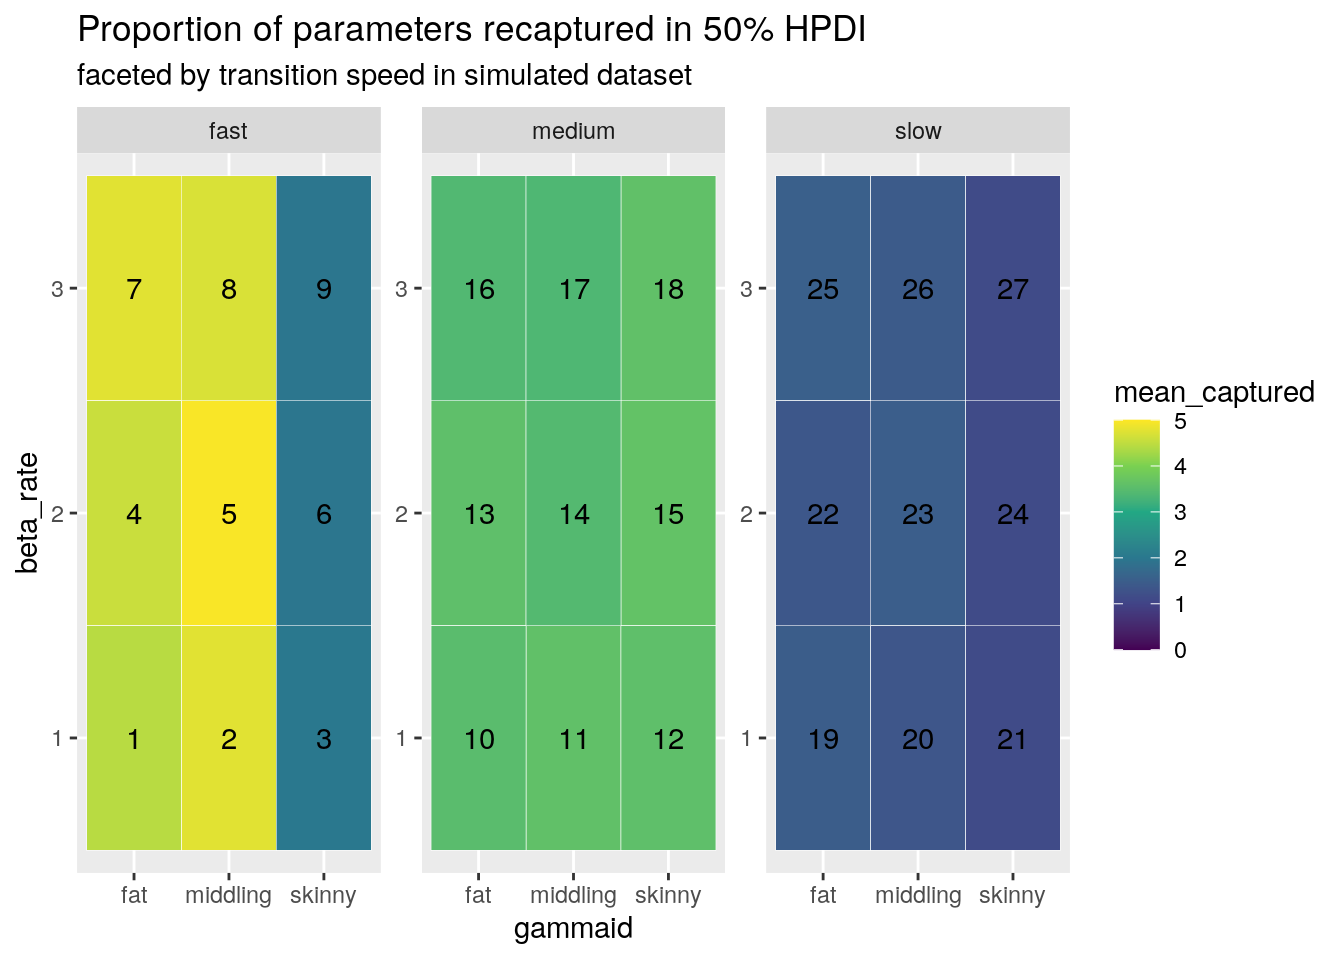 Proportion of parameters recaptured in 50% HPDI
faceted by transition speed in simulated dataset
fast medium slow
3 7 8 9 3 16 17 18 3 25 26 27
2 4 5 6 2 13 14 15 2 22 23 24
1 1 2 3 1 10 11 12 1 19 20 21
fat middling skinny fat middling skinny fat middling skinny
gammaid
beta_rate
mean_captured
5
4
3
2
1
0